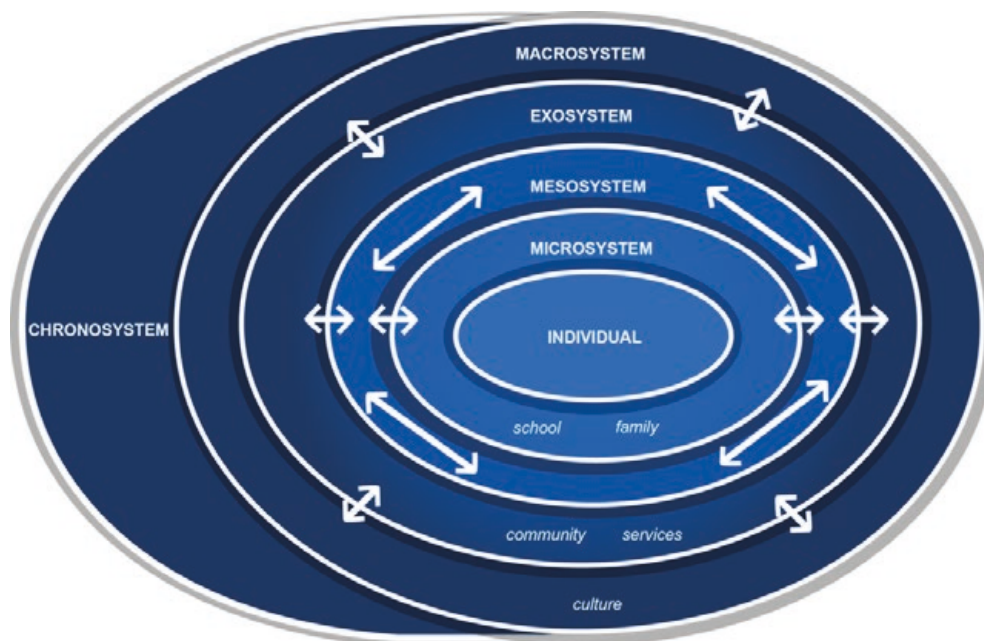 MACROSYSTEM
EXOSYSTEM
MESOSYSTEM
MICROSYSTEM
CHRONOSYSTEM
INDIVIDUAL
school family
community services
culture